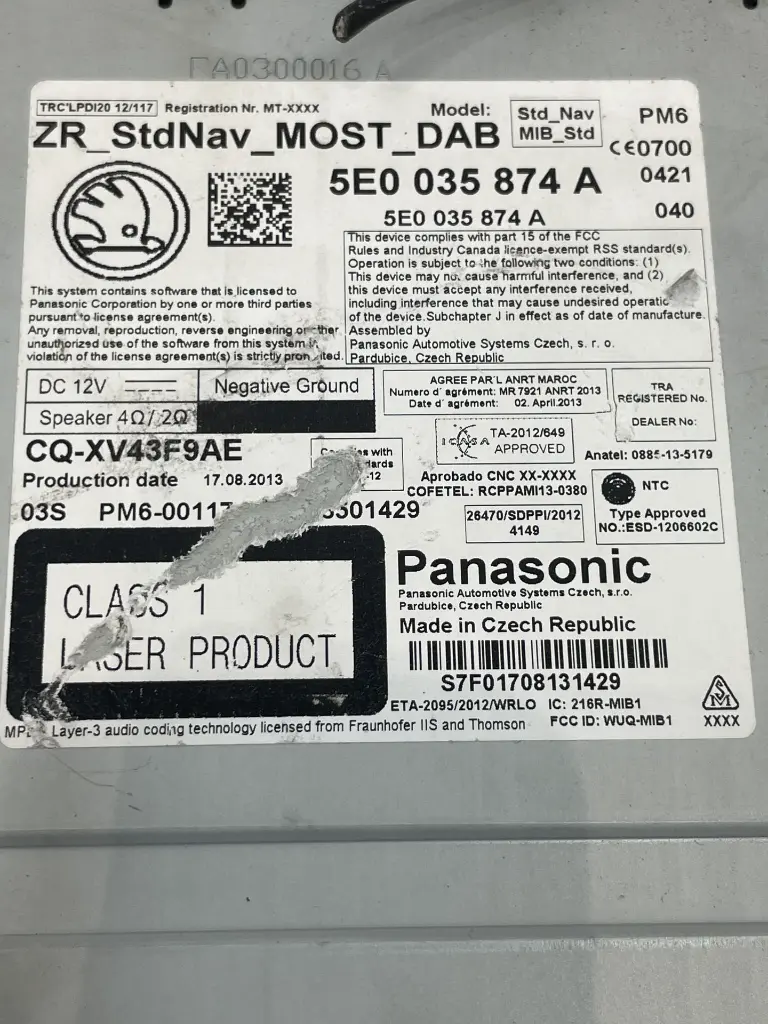 A0300016 A
TRC'LPDI20 12/117 Registration Nr. MT-XXXX Model: Std_Nav PM6
ZR_StdNav_MOST_DAB MIB_Std
CE0700
5E0 035 874 A 0421
5E0 035 874 A 040
This device complies with part 15 of the FCC
Rules and Industry Canada licence-exempt RSS standard(s).
Operation is subject to the following two conditions: (1)
This device may not cause harmful interference, and (2)
this device must accept any interference received,
including interference that may cause undesired
of the device.Subchapter J in effect as of date of manufacture.
Assembled by
Panasonic Automotive Systems Czech, s. r. o.
Pardubice, Czech Republic
This system contains software that is licensed to
Panasonic Corporation by one or more third parties
pursuant to license agreement(s).
Any removal, reproduction, reverse engineering or other
unauthorized use of the software from this system in
violation of the license agreement(s) is strictly prohibited.
DC 12V Negative Ground
Speaker 4Ω / 2Ω
AGREE PAR'L ANRT MAROC
Numero d' agrément: MR 7921 ANRT 2013
Date d' agrément: 02. April.2013
TRA
REGISTERED No.
DEALER No:
CQ-XV43F9AE
with
-12
ICASA TA-2012/649
APPROVED
Anatel: 0885-13-5179
Production date 17.08.2013
Aprobado CNC XX-XXXX
COFETEL: RCPPAMI13-0380
NTC
Type Approved
NO.:ESD-1206602C
03S PM6-00117 01429
26470/SDPPI/2012
4149
CLASS 1
LASER PRODUCT
Panasonic
Panasonic Automotive Systems Czech, s.r.o.
Pardubice, Czech Republic
Made in Czech Republic
S7F01708131429
ETA-2095/2012/WRLO IC: 216R-MIB1
FCC ID: WUQ-MIB1
XXXX
Layer-3 audio coding technology licensed from Fraunhofer IIS and Thomson